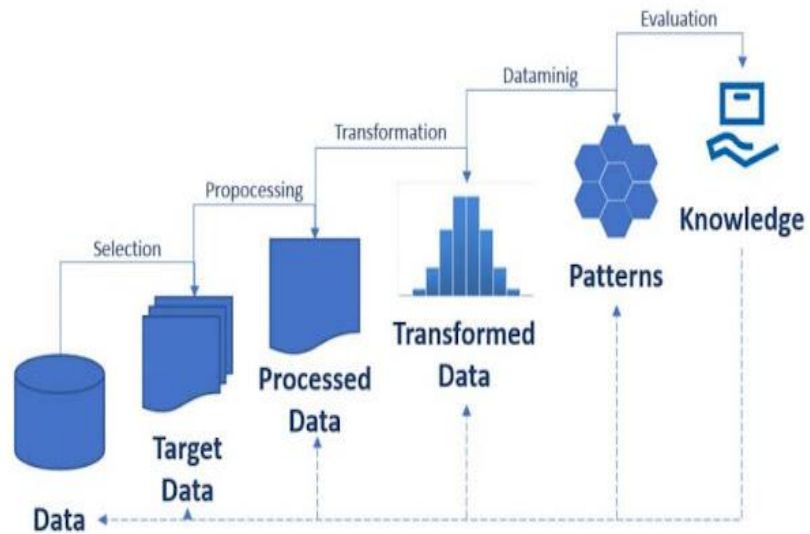 Evaluation
Dataminig
Transformation
Propocessing
Selection
Knowledge
Patterns
Transformed
Data
Processed
Data
Target
Data
Data